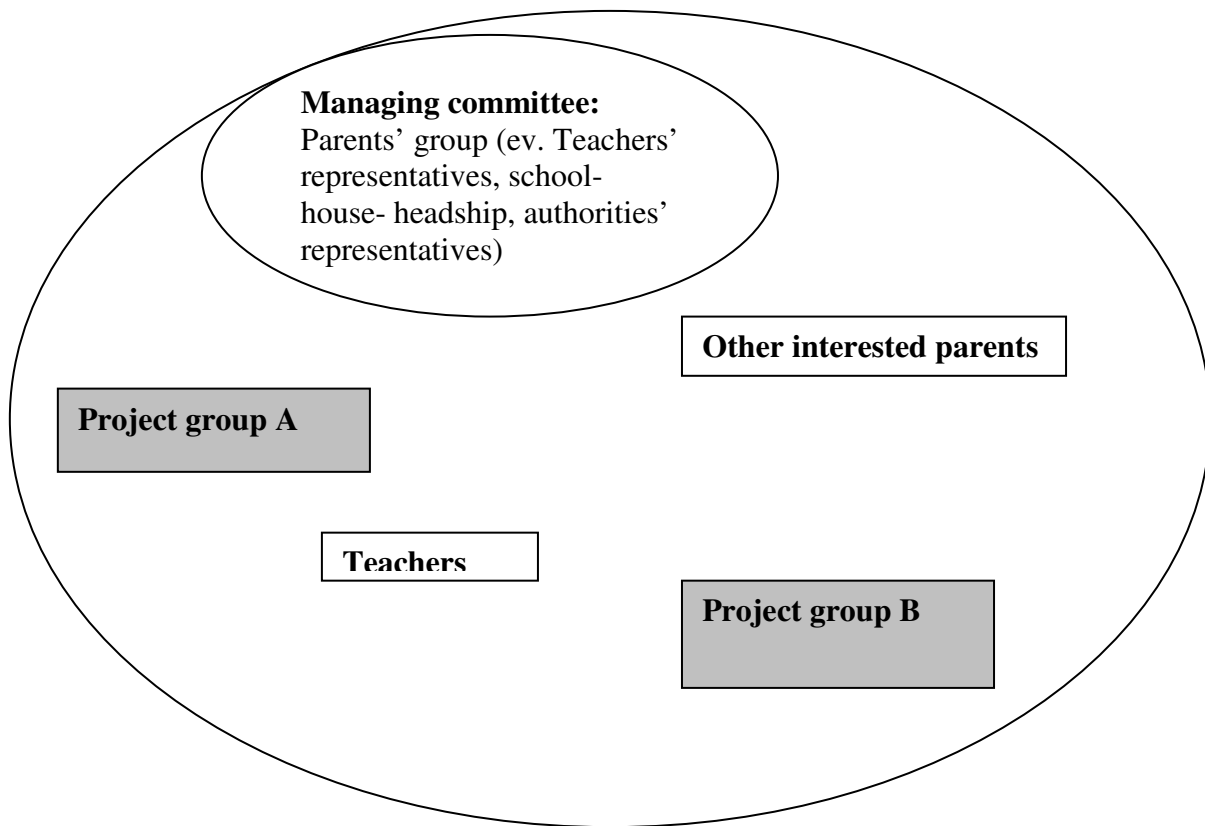 Managing committee:
Parents’ group (ev. Teachers’
representatives, school-
house- headship, authorities’
representatives)
Other interested parents
Project group A
Teachers
Project group B